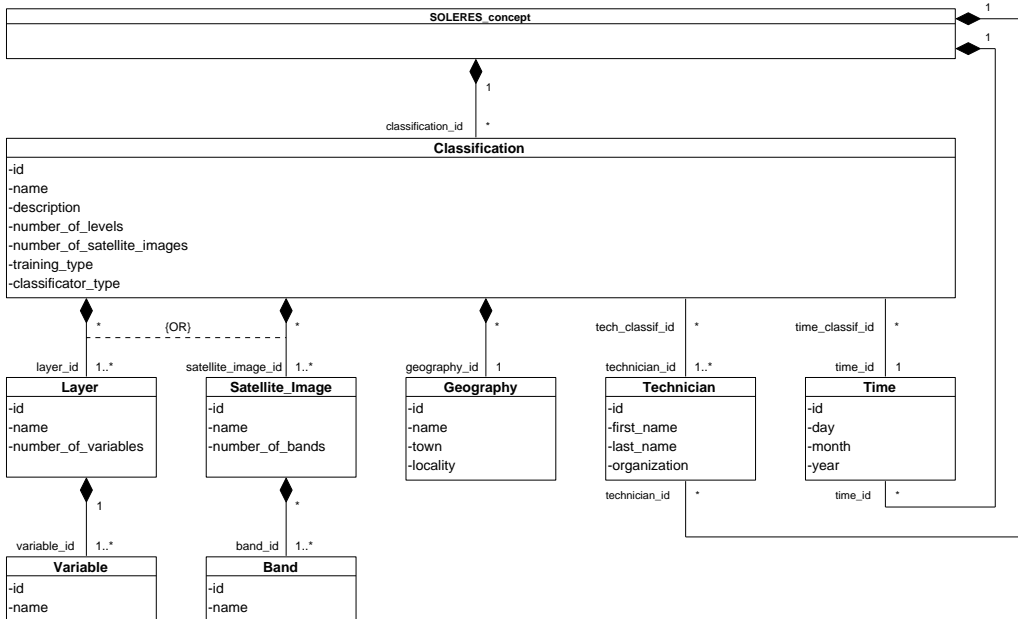 SOLERES_concept
1
1
1
classification_id *
Classification
-id
-name
-description
-number_of_levels
-number_of_satellite_images
-training_type
-classificator_type
* {OR} * * tech_classif_id * time_classif_id *
layer_id 1..* satellite_image_id 1..* geography_id 1 technician_id 1..* time_id 1
Layer
-id
-name
-number_of_variables
Satellite_Image
-id
-name
-number_of_bands
Geography
-id
-name
-town
-locality
Technician
-id
-first_name
-last_name
-organization
Time
-id
-day
-month
-year
technician_id *
time_id *
1
*
variable_id 1..*
band_id 1..*
Variable
-id
-name
Band
-id
-name